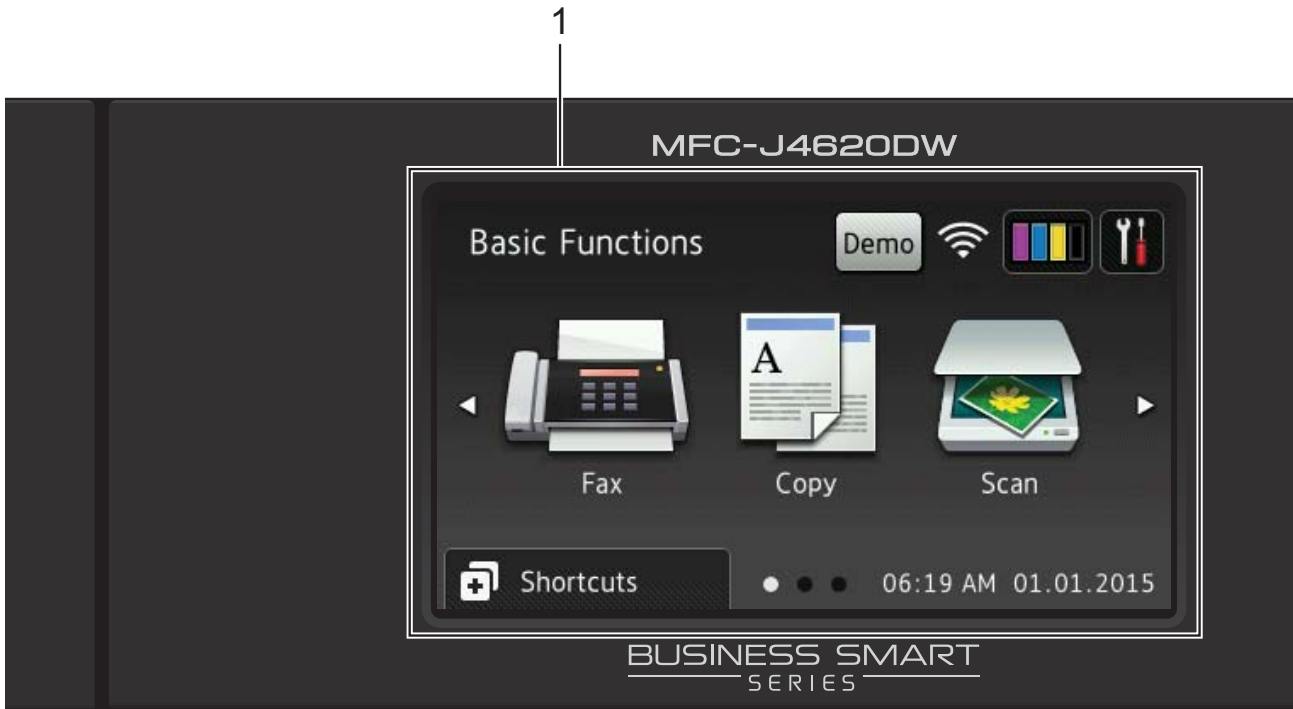 1
MFC-J4620DW
Basic Functions
Demo
A
Fax
Copy
Scan
Shortcuts
06:19 AM 01.01.2015
BUSINESS SMART
SERIES